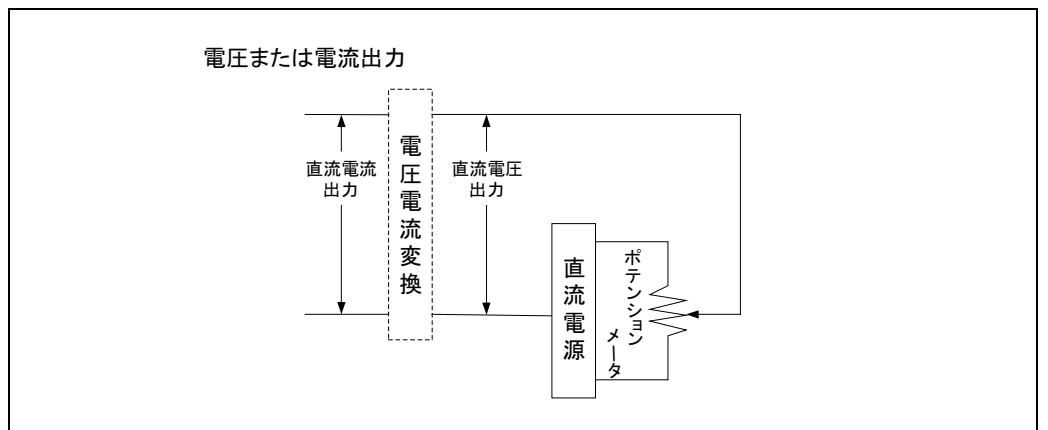 電圧または電流出力
直流電流
出力
電圧電流変換
直流電圧
出力
直流電源
ポテンション
メータ